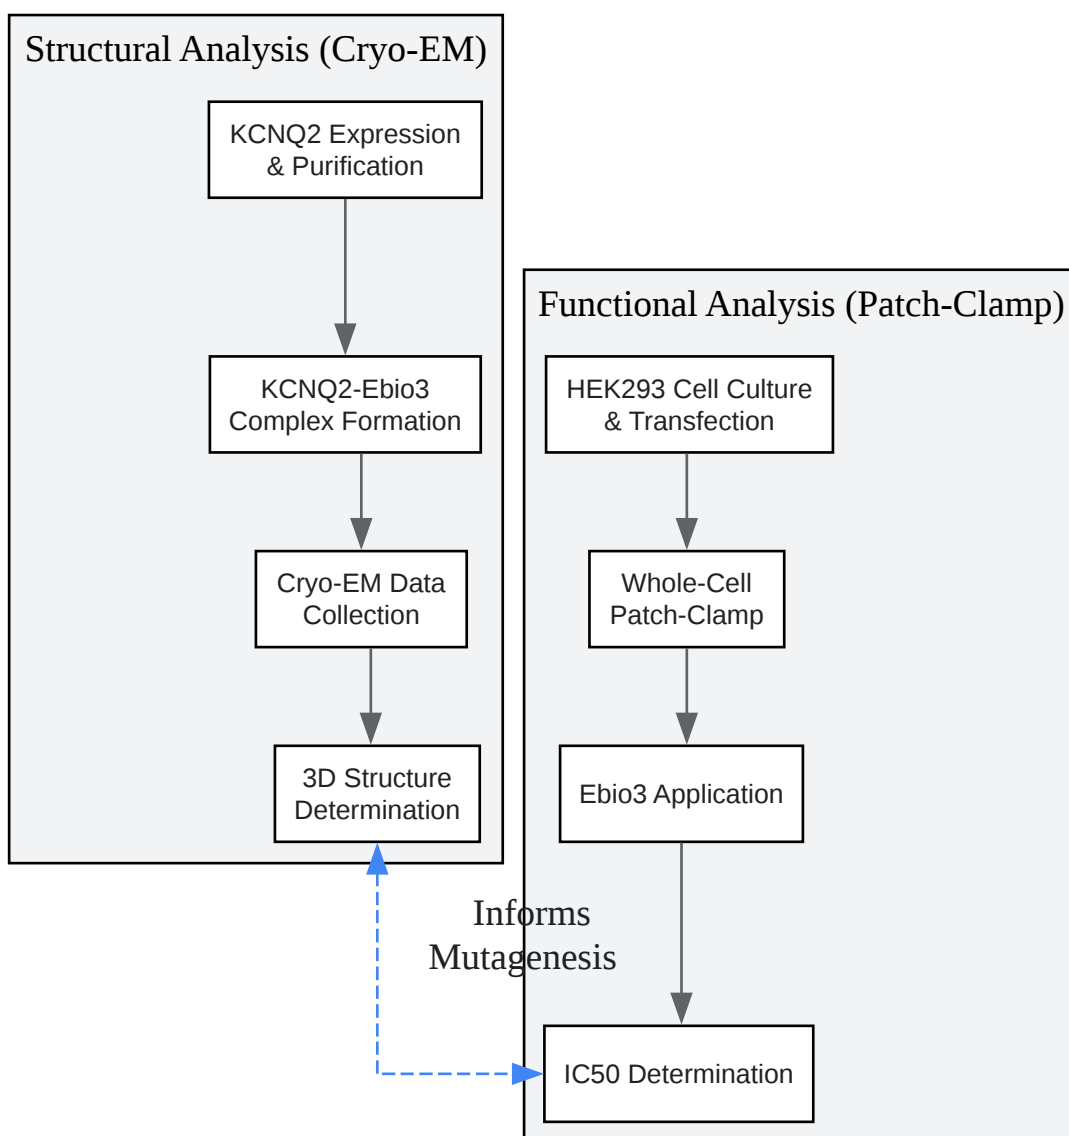 Structural Analysis (Cryo-EM)
KCNQ2 Expression
& Purification
KCNQ2-Ebio3
Complex Formation
Cryo-EM Data
Collection
3D Structure
Determination
Functional Analysis (Patch-Clamp)
HEK293 Cell Culture
& Transfection
Whole-Cell
Patch-Clamp
Ebio3 Application
Informs
Mutagenesis
IC50 Determination